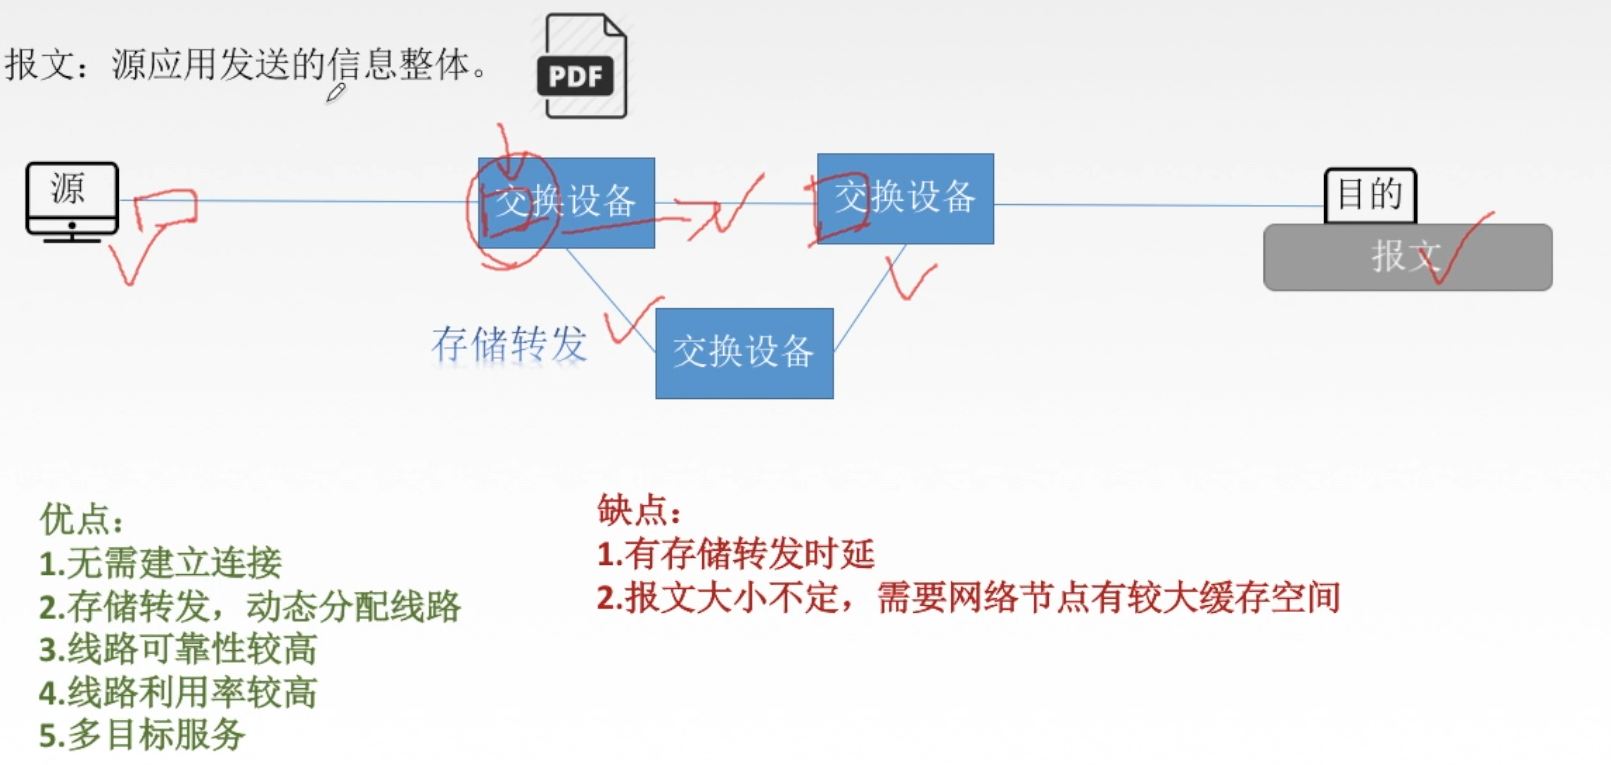 报文：源应用发送的信息整体。
PDF
源
交换设备
交换设备
目的
报文
存储转发
交换设备
优点：
1.无需建立连接
2.存储转发，动态分配线路
3.线路可靠性较高
4.线路利用率较高
5.多目标服务
缺点：
1.有存储转发时延
2.报文大小不定，需要网络节点有较大缓存空间